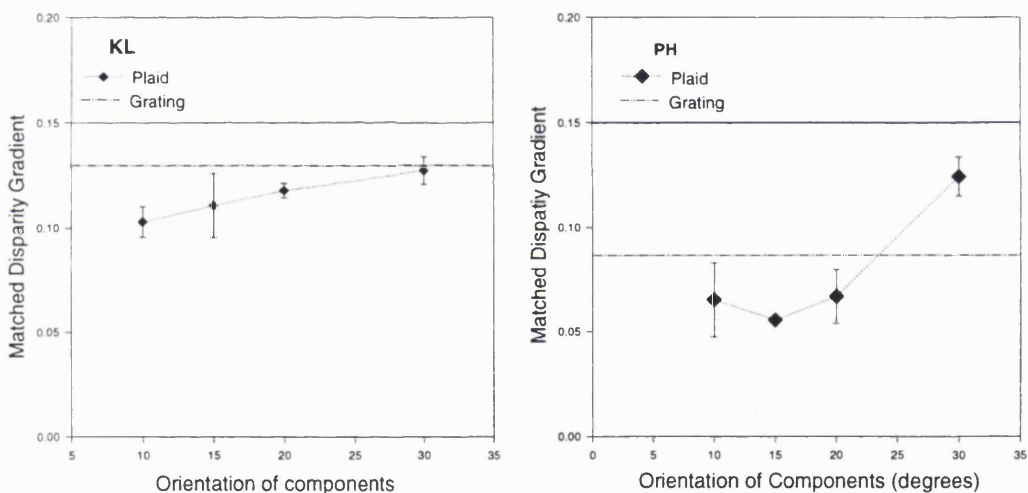 KL
Plaid
Grating
Matched Disparity Gradient
0.20
0.15
0.10
0.05
0.00
5 10 15 20 25 30 35
Orientation of components
PH
Plaid
Grating
Matched Dispatiy Gradient
0.20
0.15
0.10
0.05
0.00
0 5 10 15 20 25 30 35
Orientation of Components (degrees)